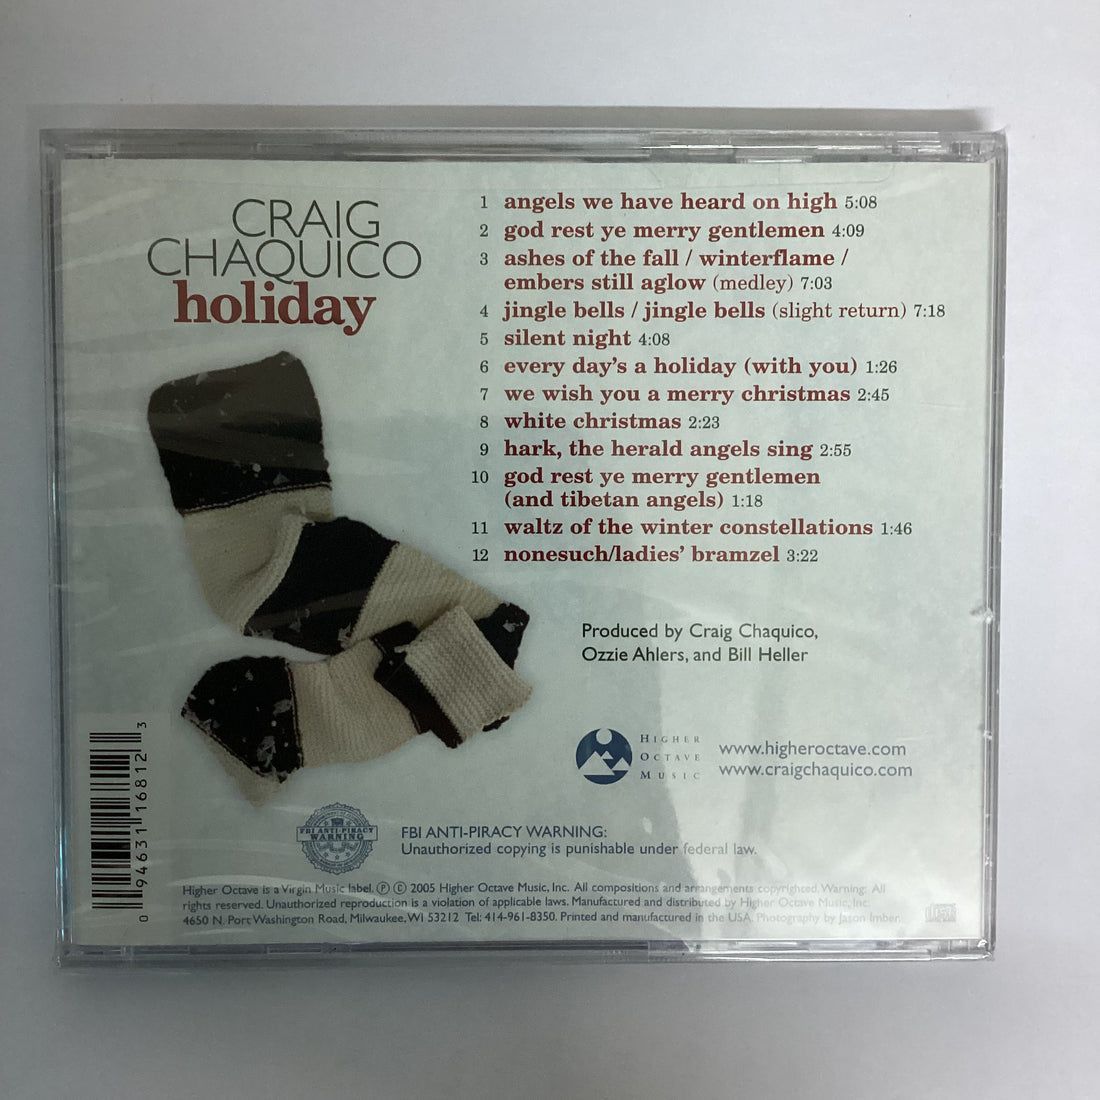 CRAIG
CHAQUICO
holiday
1 angels we have heard on high 5:08
2 god rest ye merry gentlemen 4:09
3 ashes of the fall / winterflame /
embers still aglow (medley) 7:03
4 jingle bells / jingle bells (slight return) 7:18
5 silent night 4:08
6 every day's a holiday (with you) 1:26
7 we wish you a merry christmas 2:45
8 white christmas 2:23
9 hark, the herald angels sing 2:55
10 god rest ye merry gentlemen
(and tibetan angels) 1:18
11 waltz of the winter constellations 1:46
12 nonesuch/ladies' bramzel 3:22
Produced by Craig Chaquico,
Ozzie Ahlers, and Bill Heller
HIGHER
OCTAVE
MUSIC
www.higheroctave.com
www.craigchaquico.com
0 94631 16812 3
FBI ANTI-PIRACY
WARNING
FBI ANTI-PIRACY WARNING:
Unauthorized copying is punishable under federal law.
Higher Octave is a Virgin Music label. ℗ © 2005 Higher Octave Music, Inc. All compositions and arrangements copyrighted. Warning: All
rights reserved. Unauthorized reproduction is a violation of applicable laws. Manufactured and distributed by Higher Octave Music, Inc.
4650 N. Port Washington Road, Milwaukee, WI 53212 Tel: 414-961-8350. Printed and manufactured in the USA. Photography by Jason Imber.